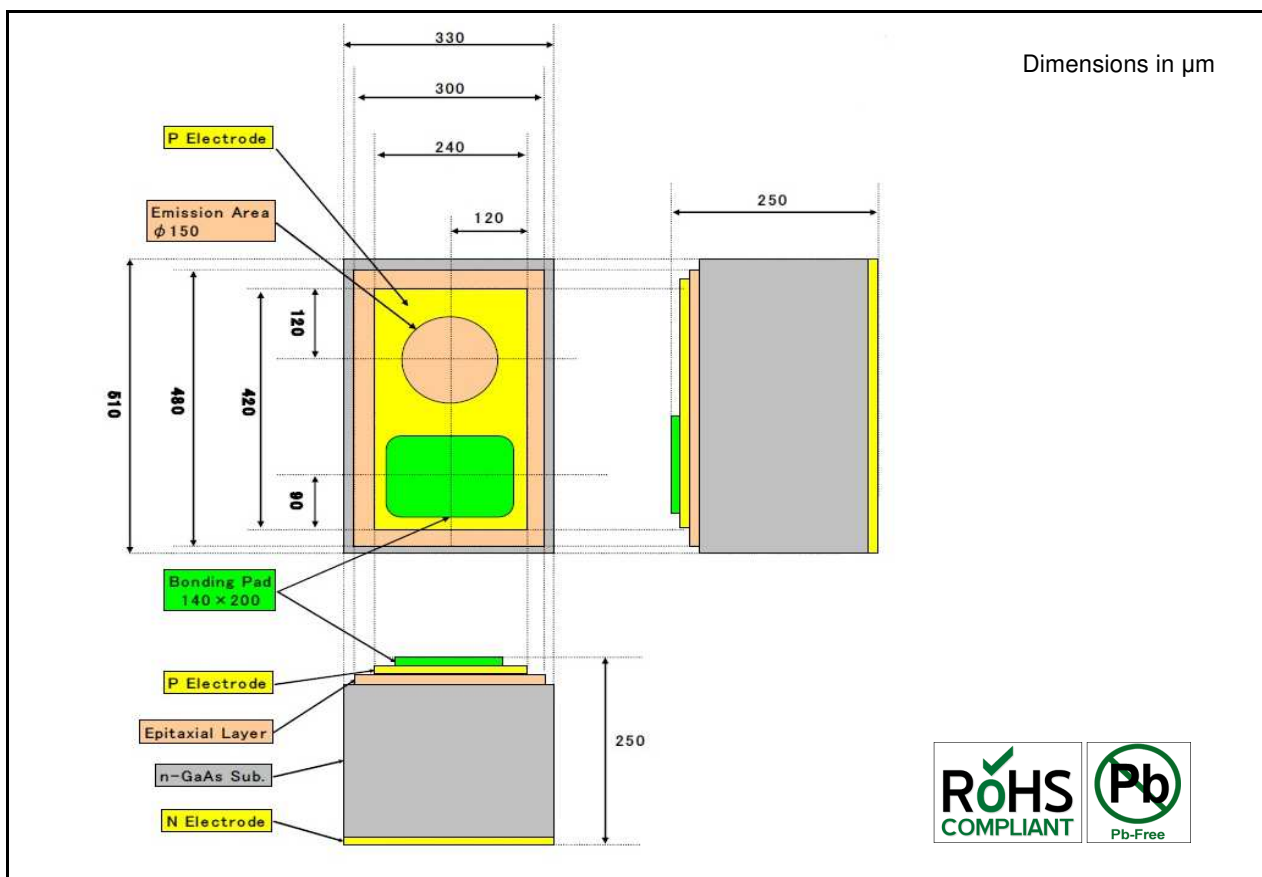 330
Dimensions in µm
300
P Electrode
240
250
Emission Area
φ150
120
120
510
480
420
90
Bonding Pad
140×200
P Electrode
Epitaxial Layer
250
n-GaAs Sub.
N Electrode
RoHS
COMPLIANT
Pb
Pb-Free